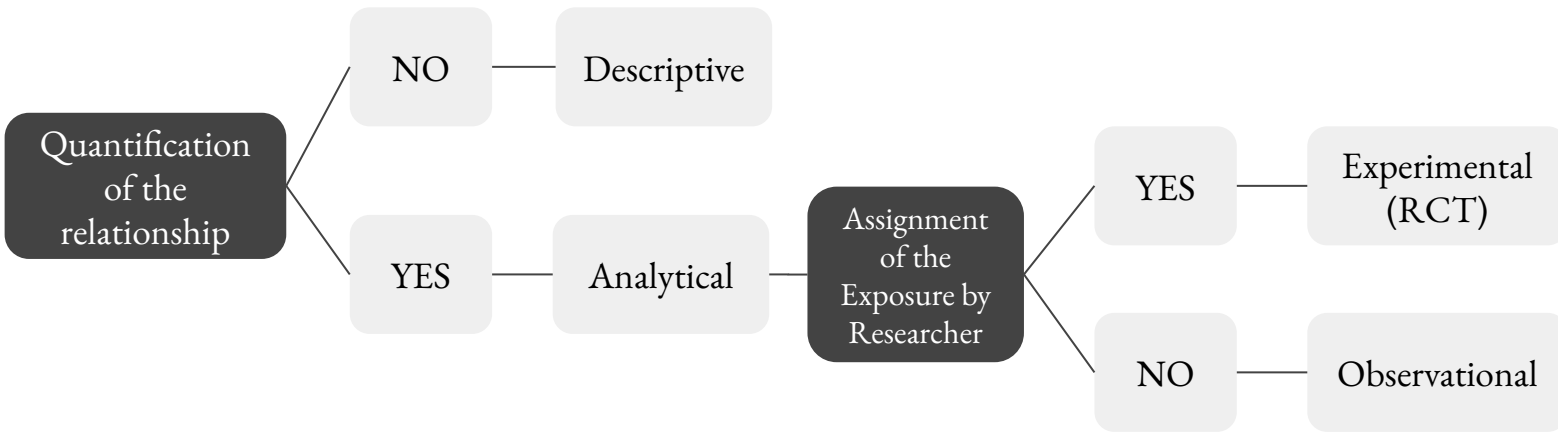 Quantification
of the
relationship
NO
Descriptive
YES
Analytical
Assignment
of the
Exposure by
Researcher
YES
Experimental
(RCT)
NO
Observational